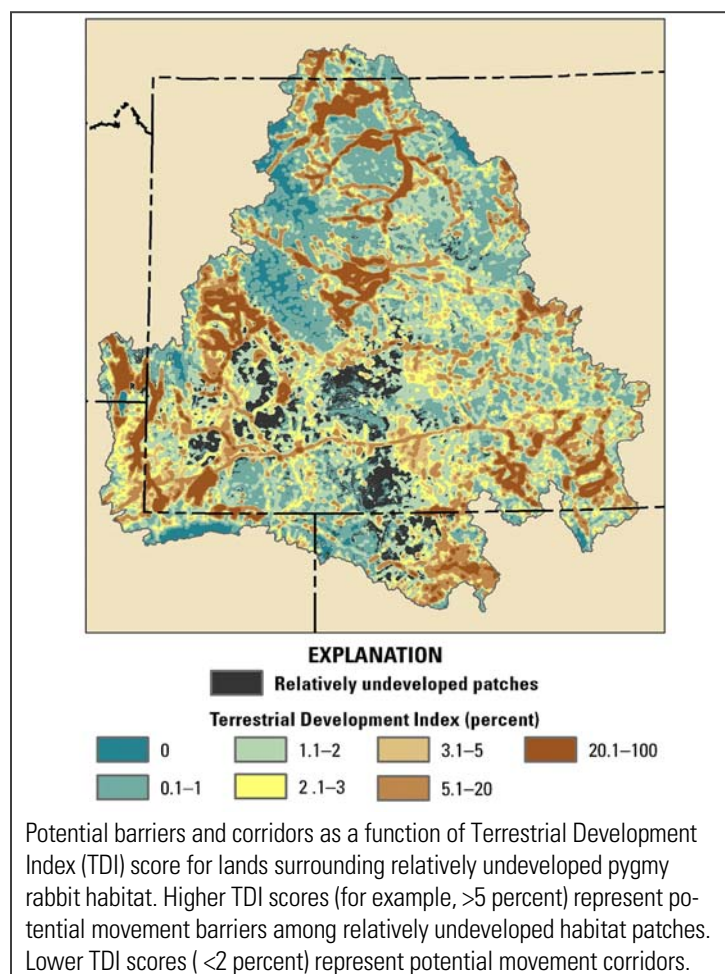 EXPLANATION
Relatively undeveloped patches
Terrestrial Development Index (percent)
0 1.1–2 3.1–5 20.1–100
0.1–1 2 .1–3 5.1–20
Potential barriers and corridors as a function of Terrestrial Development
Index (TDI) score for lands surrounding relatively undeveloped pygmy
rabbit habitat. Higher TDI scores (for example, >5 percent) represent po-
tential movement barriers among relatively undeveloped habitat patches.
Lower TDI scores ( <2 percent) represent potential movement corridors.